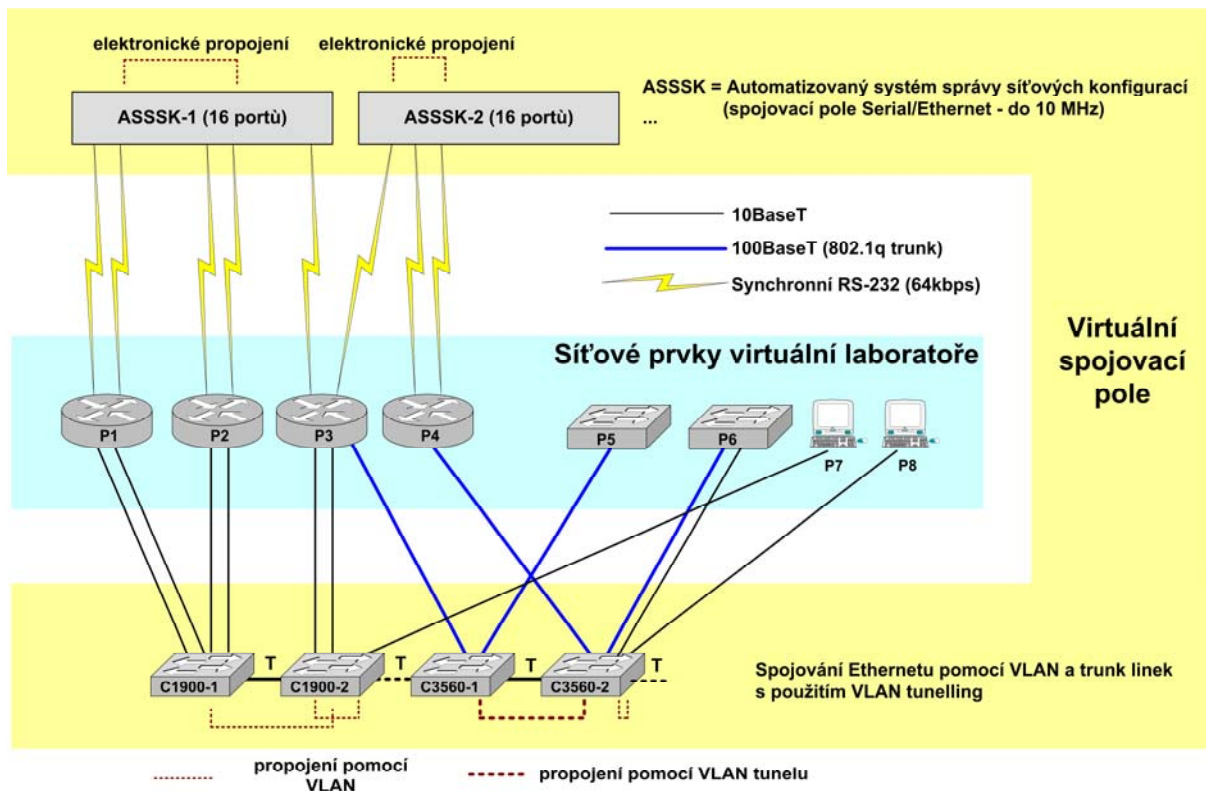 elektronické propojení
elektronické propojení
ASSSK-1 (16 portù)
ASSSK-2 (16 portù)
ASSSK = Automatizovaný systém správy síťových konfigurací
(spojovací pole Serial/Ethernet - do 10 MHz)
...
10BaseT
100BaseT (802.1q trunk)
Synchronní RS-232 (64kbps)
Virtuální
spojovací
pole
Síťové prvky virtuální laboratoře
P1
P2
P3
P4
P5
P6
P7
P8
T
T
T
T
C1900-1
C1900-2
C3560-1
C3560-2
Spojování Ethernetu pomocí VLAN a trunk linek
s použitím VLAN tunelling
propojení pomocí
VLAN
propojení pomocí VLAN tunelu